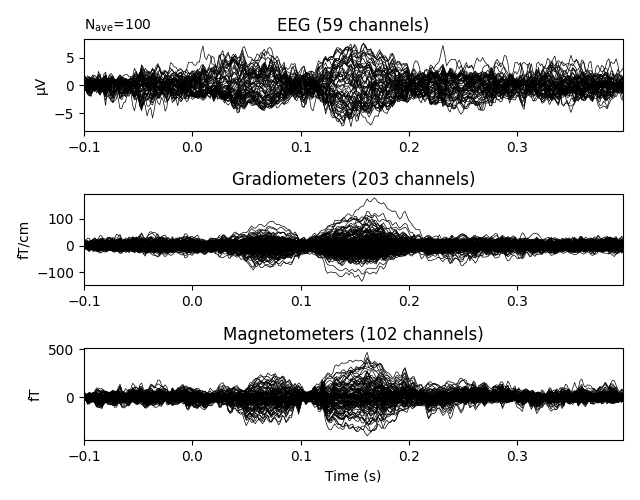 N_ave=100
EEG (59 channels)
5
0
−5
µV
−0.1 0.0 0.1 0.2 0.3
Gradiometers (203 channels)
100
0
−100
fT/cm
−0.1 0.0 0.1 0.2 0.3
Magnetometers (102 channels)
500
0
fT
−0.1 0.0 0.1 0.2 0.3
Time (s)